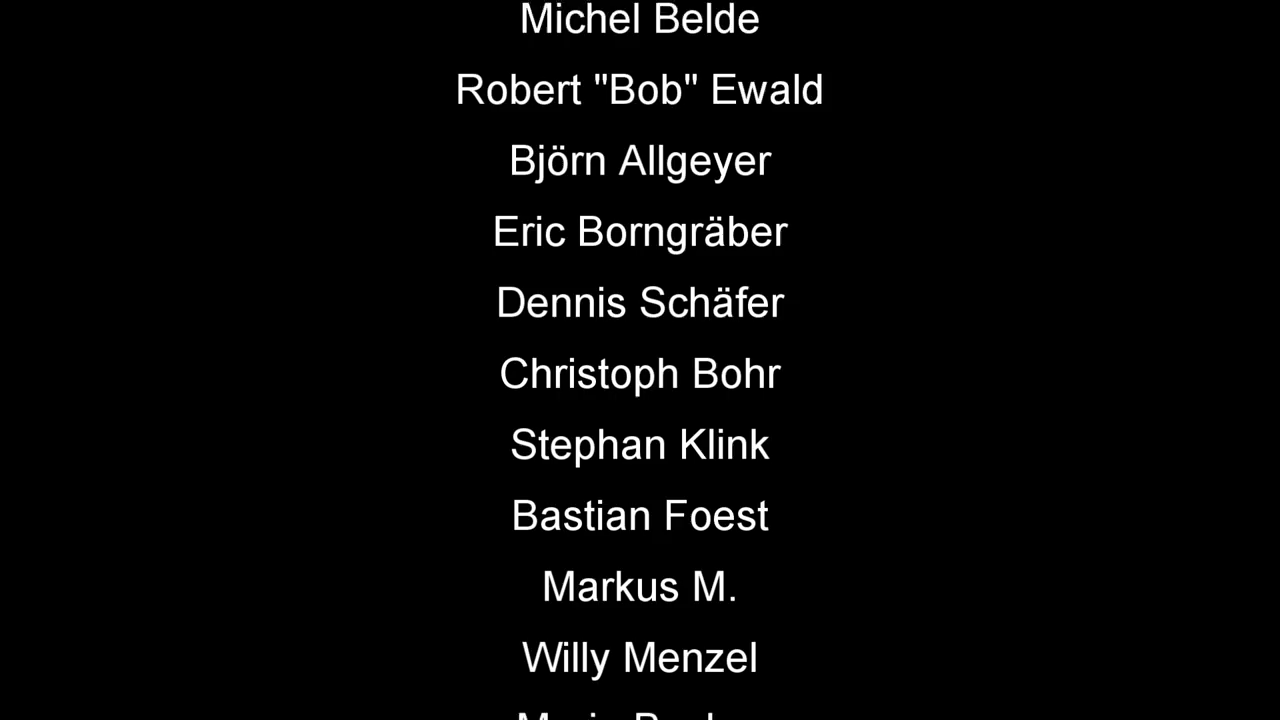 Michel Belde
Robert "Bob" Ewald
Björn Allgeyer
Eric Borngräber
Dennis Schäfer
Christoph Bohr
Stephan Klink
Bastian Foest
Markus M.
Willy Menzel